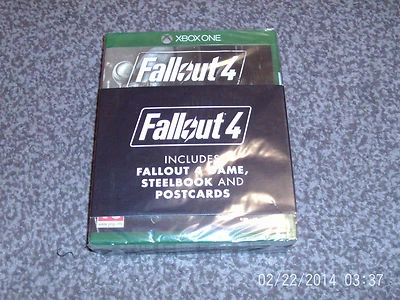 XBOX ONE
Fallout 4
Fallout 4
INCLUDES
FALLOUT 4 GAME,
STEELBOOK AND
POSTCARDS
02/22/2014 03:37